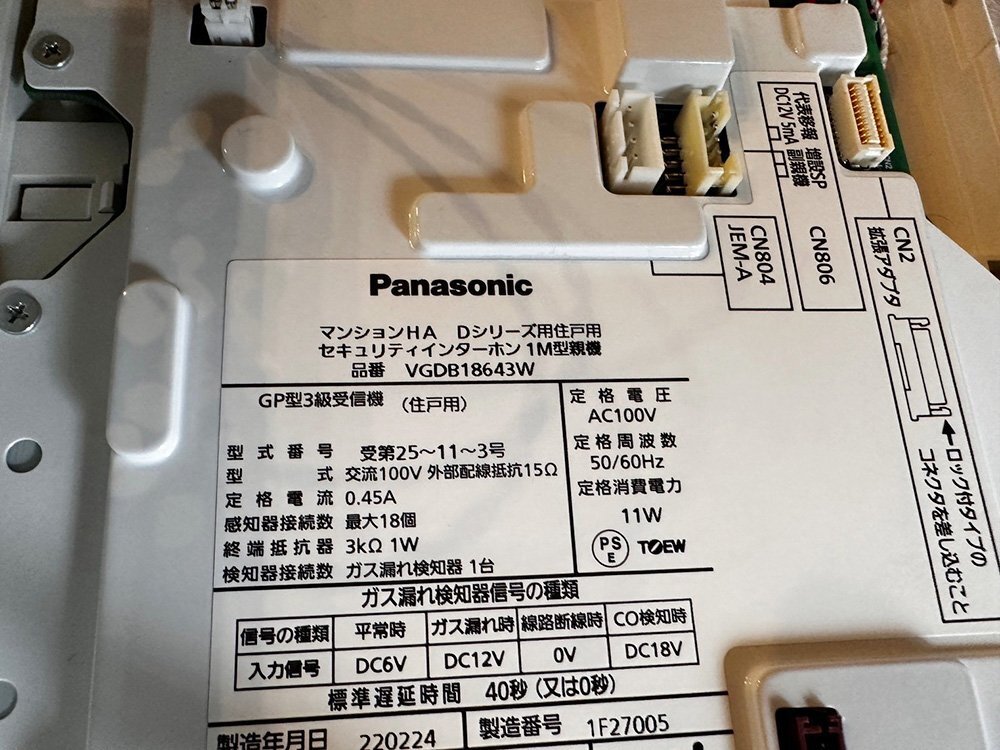 代表移報
DC12V 5mA
増設SP
副親機
CN804
JEM-A
CN806
CN2
拡張アダプタ
←ロック付タイプの
コネクタを差し込むこと
Panasonic
マンションHA Dシリーズ用住戸用
セキュリティインターホン 1M型親機
品番 VGDB18643W
GP型3級受信機 (住戸用)
型式番号 受第25～11～3号
型式 交流100V 外部配線抵抗15Ω
定格電流 0.45A
感知器接続数 最大18個
終端抵抗器 3kΩ 1W
検知器接続数 ガス漏れ検知器 1台
定格電圧
AC100V
定格周波数
50/60Hz
定格消費電力
11W
PS
E
TOEW
ガス漏れ検知器信号の種類
信号の種類 平常時 ガス漏れ時 線路断線時 CO検知時
入力信号 DC6V DC12V 0V DC18V
標準遅延時間 40秒 (又は0秒)
製造年月日 220224 製造番号 1F27005